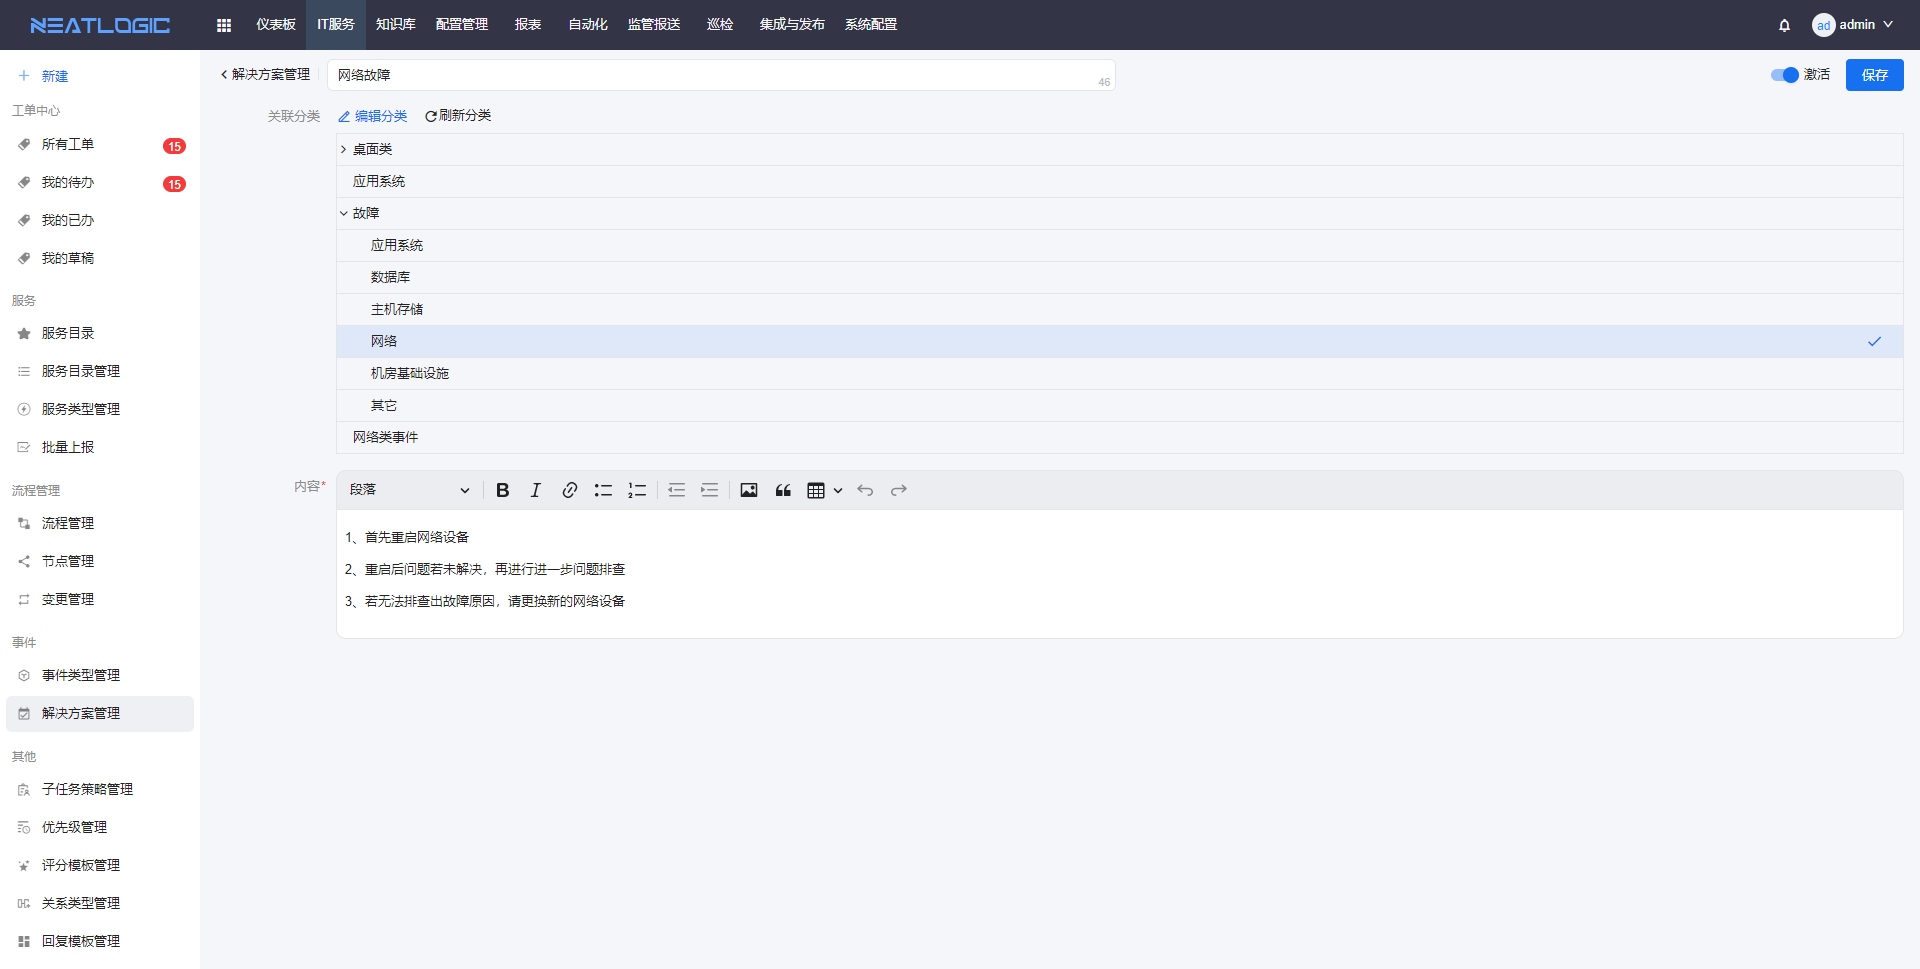 NEATLOGIC
仪表板 IT服务 知识库 配置管理 报表 自动化 监管报送 巡检 集成与发布 系统配置
ad admin
新建
工单中心
所有工单 15
我的待办 15
我的已办
我的草稿
服务
服务目录
服务目录管理
服务类型管理
批量上报
流程管理
流程管理
节点管理
变更管理
事件
事件类型管理
解决方案管理
其他
子任务策略管理
优先级管理
评分模板管理
关系类型管理
回复模板管理
解决方案管理 网络故障 46 激活 保存
关联分类 编辑分类 刷新分类
桌面类
应用系统
故障
应用系统
数据库
主机存储
网络
机房基础设施
其它
网络类事件
内容* 段落
1、首先重启网络设备
2、重启后问题若未解决，再进行进一步问题排查
3、若无法排查出故障原因，请更换新的网络设备